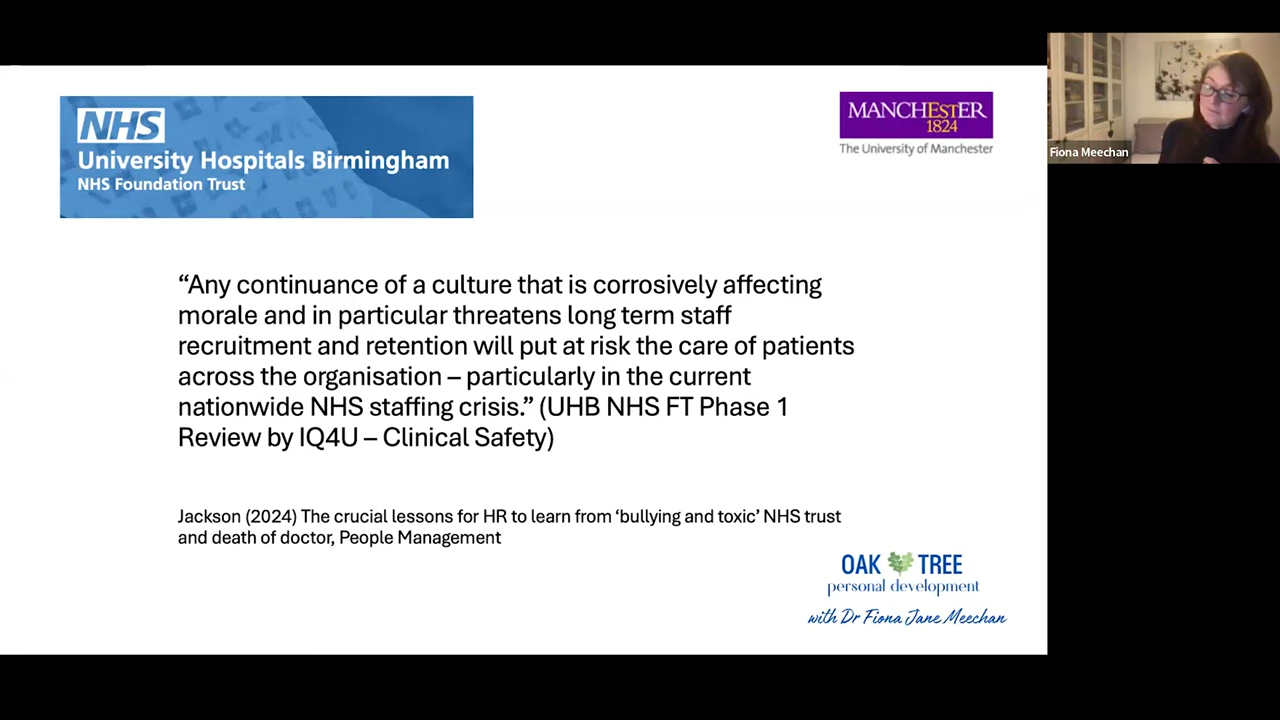 NHS
University Hospitals Birmingham
NHS Foundation Trust
MANCHESTER
1824
The University of Manchester
Fiona Meechan
“Any continuance of a culture that is corrosively affecting
morale and in particular threatens long term staff
recruitment and retention will put at risk the care of patients
across the organisation – particularly in the current
nationwide NHS staffing crisis.” (UHB NHS FT Phase 1
Review by IQ4U – Clinical Safety)
Jackson (2024) The crucial lessons for HR to learn from ‘bullying and toxic’ NHS trust
and death of doctor, People Management
OAK TREE
personal development
with Dr Fiona Jane Meechan